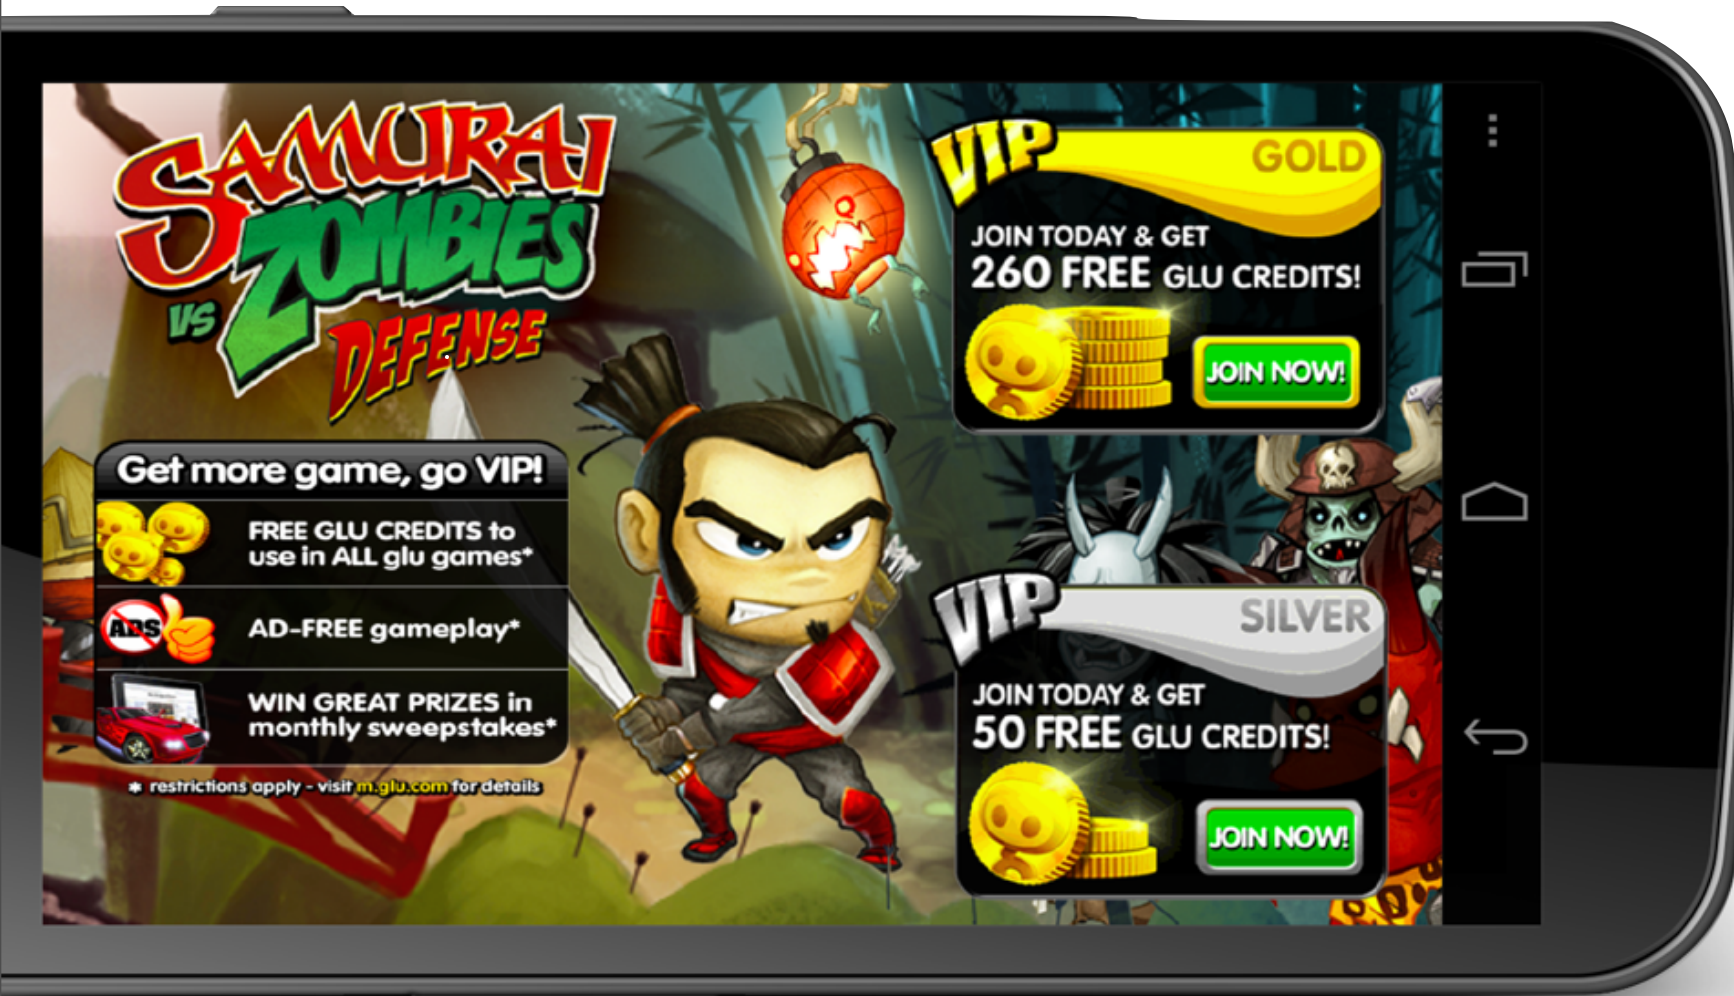 SAMURAI
VS ZOMBIES
DEFENSE
Get more game, go VIP!
FREE GLU CREDITS to
use in ALL glu games*
ADS
AD-FREE gameplay*
WIN GREAT PRIZES in
monthly sweepstakes*
* restrictions apply - visit m.glu.com for details
VIP GOLD
JOIN TODAY & GET
260 FREE GLU CREDITS!
JOIN NOW!
VIP SILVER
JOIN TODAY & GET
50 FREE GLU CREDITS!
JOIN NOW!